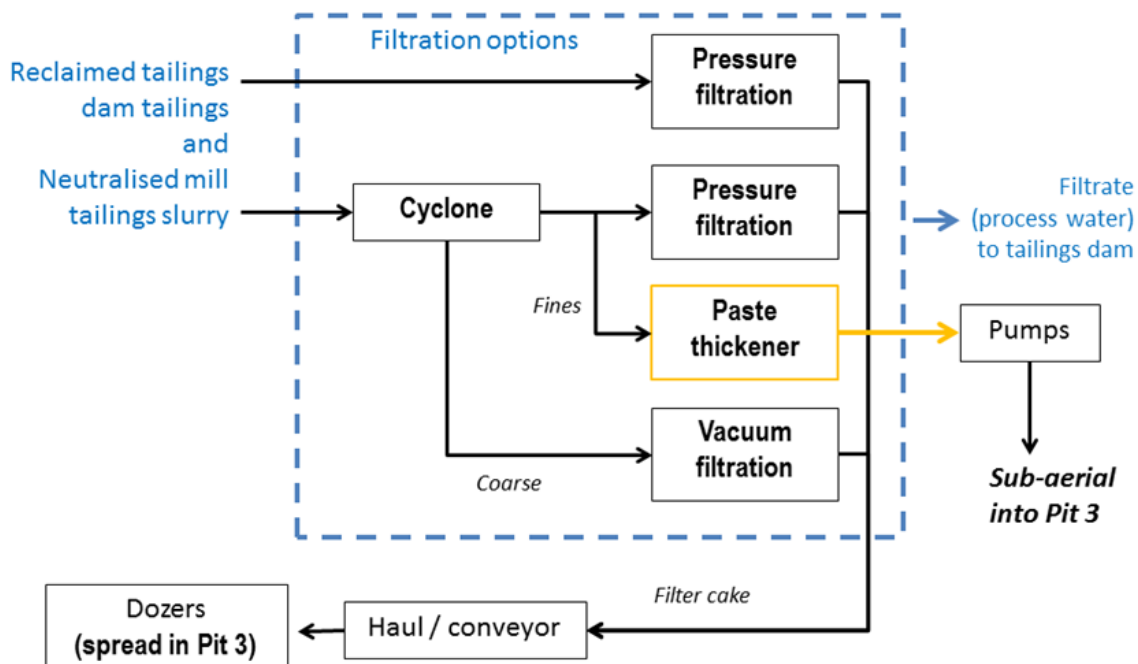 Filtration options
Reclaimed tailings
dam tailings
and
Neutralised mill
tailings slurry
Pressure
filtration
Cyclone
Pressure
filtration
Filtrate
(process water)
to tailings dam
Fines
Paste
thickener
Pumps
Coarse
Vacuum
filtration
Sub-aerial
into Pit 3
Filter cake
Haul / conveyor
Dozers
(spread in Pit 3)